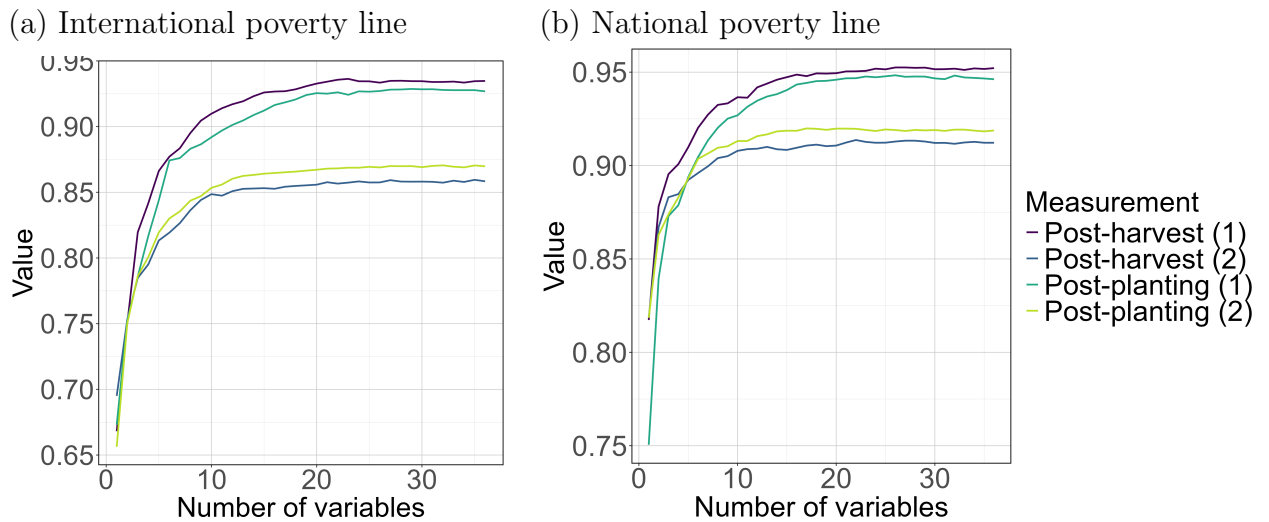 (a) International poverty line
0.95
0.90
0.85
0.80
0.75
0.70
0.65
Value
0 10 20 30
Number of variables
(b) National poverty line
0.95
0.90
0.85
0.80
0.75
Value
0 10 20 30
Number of variables
Measurement
Post-harvest (1)
Post-harvest (2)
Post-planting (1)
Post-planting (2)